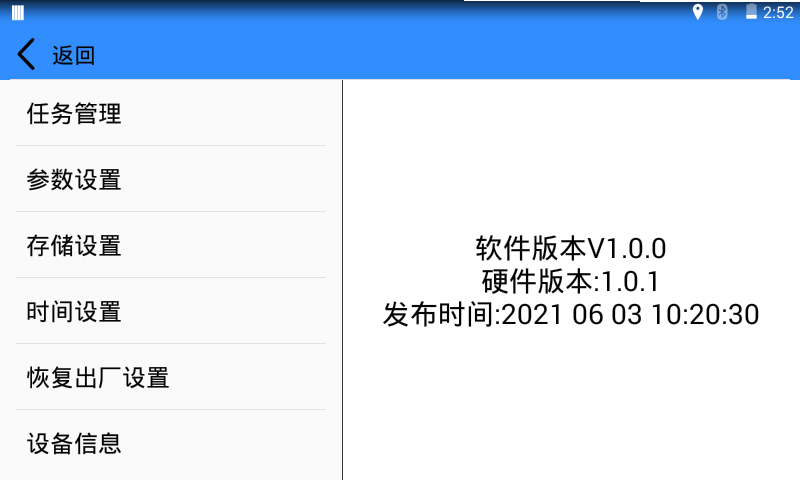 2:52
返回
任务管理
参数设置
存储设置
时间设置
恢复出厂设置
设备信息
软件版本V1.0.0
硬件版本:1.0.1
发布时间:2021 06 03 10:20:30